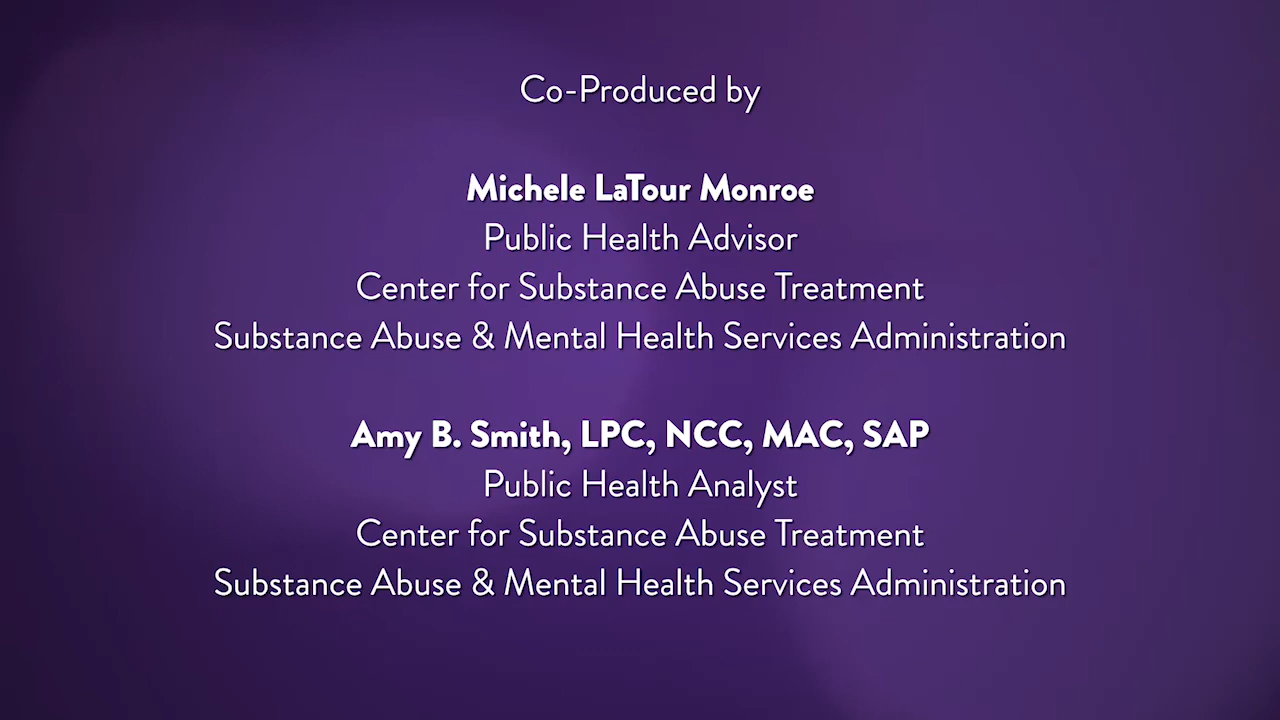 Co-Produced by
Michele LaTour Monroe
Public Health Advisor
Center for Substance Abuse Treatment
Substance Abuse & Mental Health Services Administration
Amy B. Smith, LPC, NCC, MAC, SAP
Public Health Analyst
Center for Substance Abuse Treatment
Substance Abuse & Mental Health Services Administration